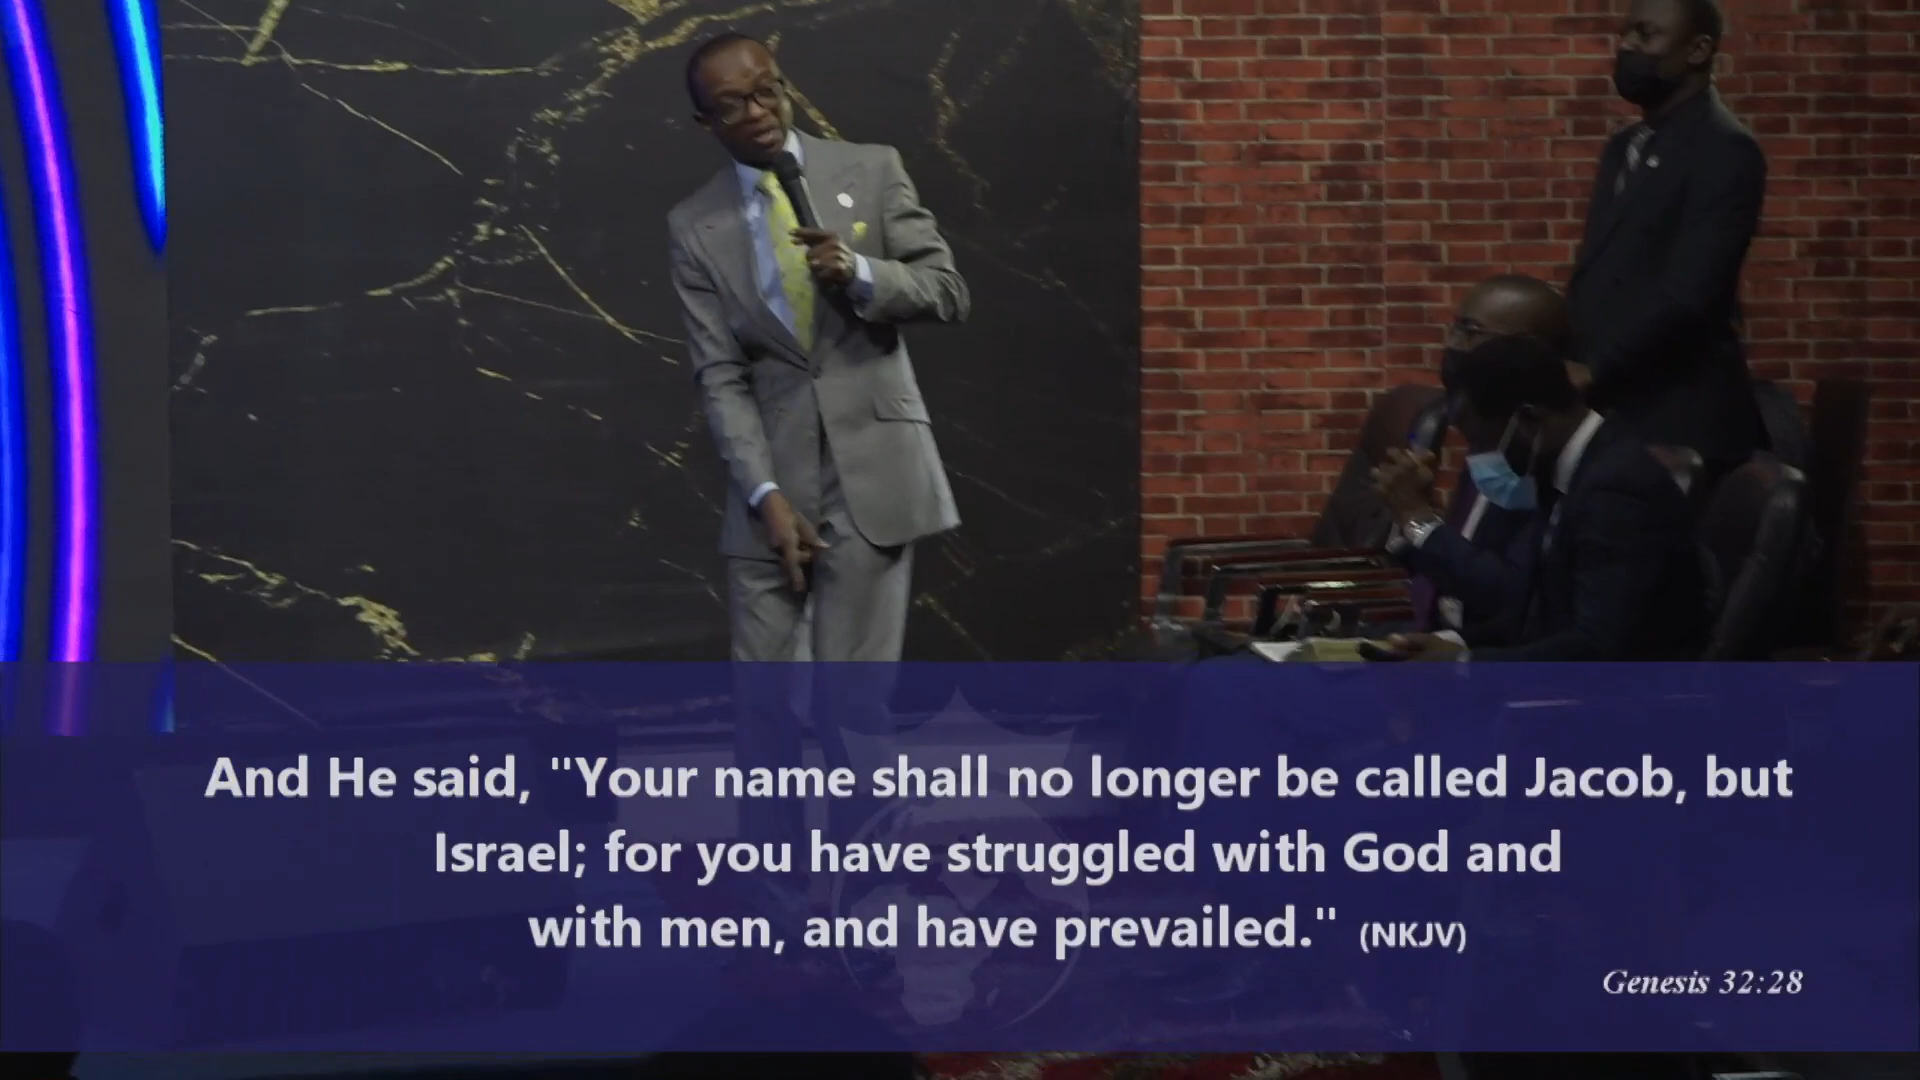 And He said, "Your name shall no longer be called Jacob, but
Israel; for you have struggled with God and
with men, and have prevailed." (NKJV)
Genesis 32:28